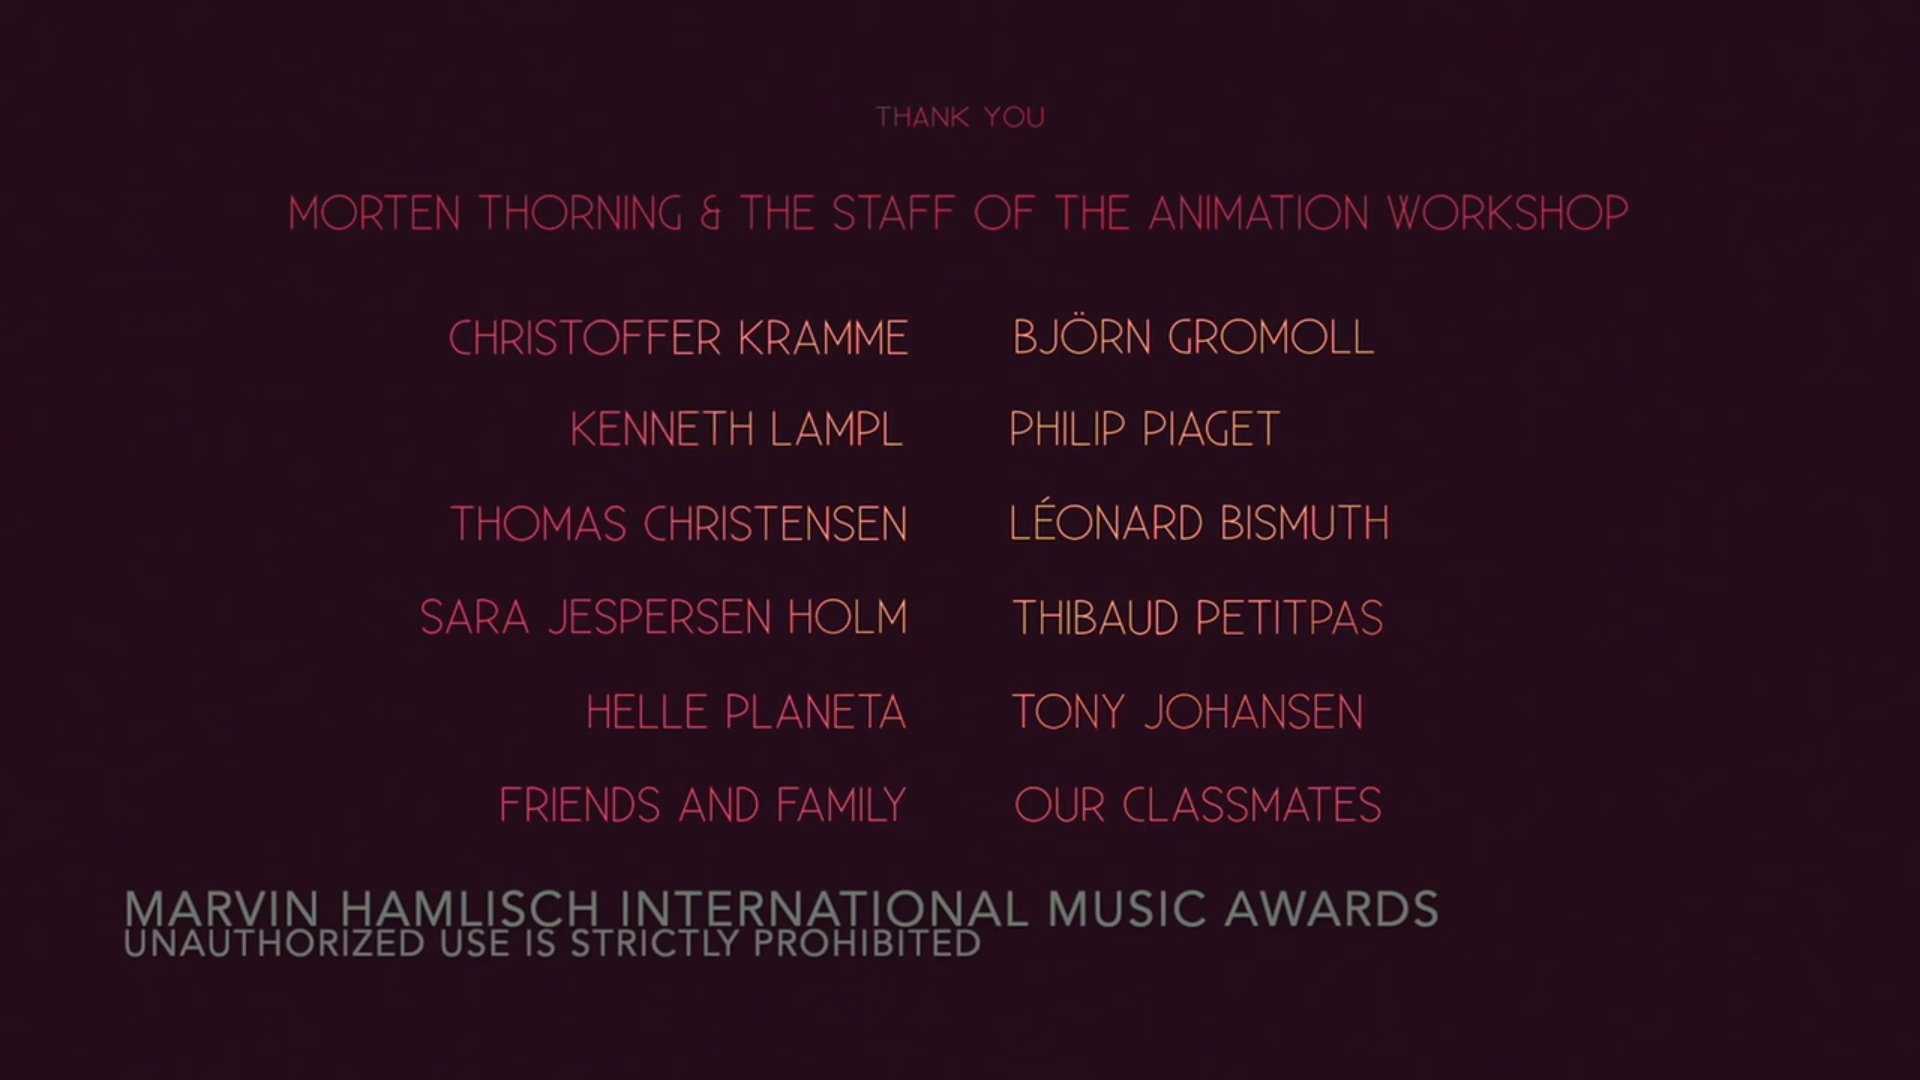 THANK YOU
MORTEN THORNING & THE STAFF OF THE ANIMATION WORKSHOP
CHRISTOFFER KRAMME BJÖRN GROMOLL
KENNETH LAMPL PHILIP PIAGET
THOMAS CHRISTENSEN LÉONARD BISMUTH
SARA JESPERSEN HOLM THIBAUD PETITPAS
HELLE PLANETA TONY JOHANSEN
FRIENDS AND FAMILY OUR CLASSMATES
MARVIN HAMLISCH INTERNATIONAL MUSIC AWARDS
UNAUTHORIZED USE IS STRICTLY PROHIBITED